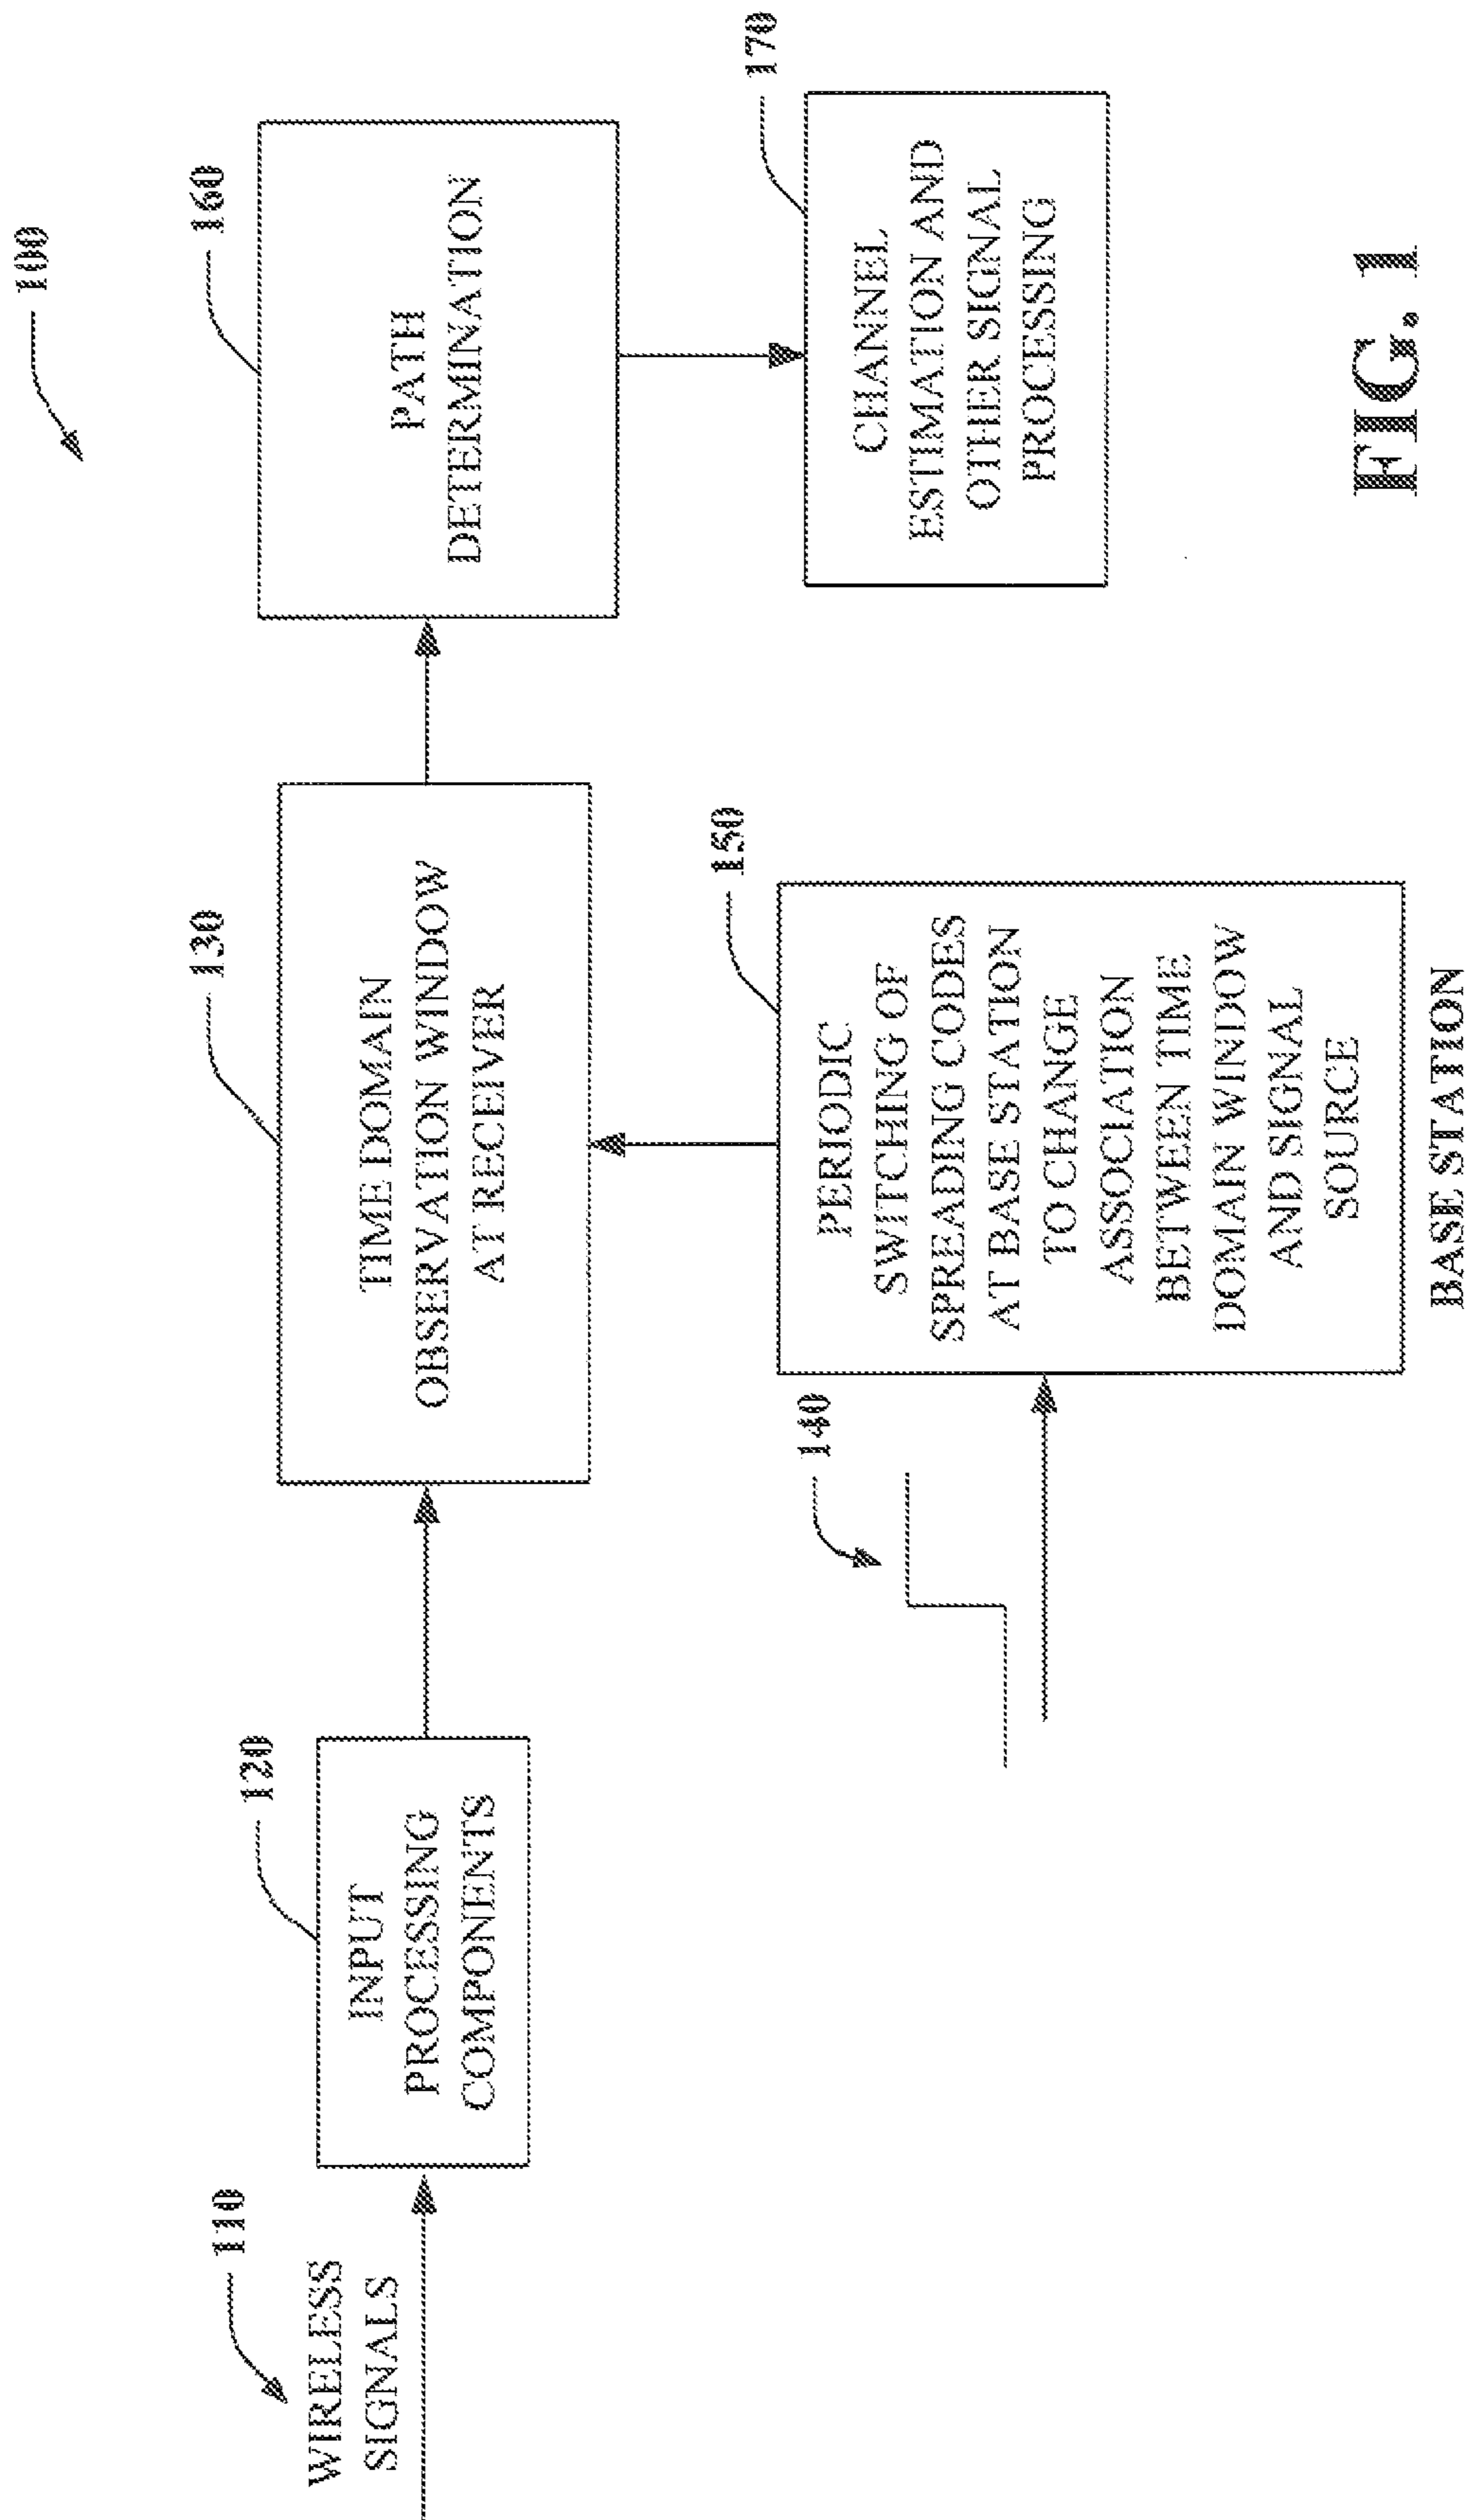 100
110
WIRELESS
SIGNALS
120
INPUT
PROCESSING
COMPONENTS
130
TIME DOMAIN
OBSERVATION WINDOW
AT RECEIVER
160
PATH
DETERMINATION
140
150
PERIODIC
SWITCHING OF
SPREADING CODES
AT BASE STATION
TO CHANGE
ASSOCIATION
BETWEEN TIME
DOMAIN WINDOW
AND SIGNAL
SOURCE
BASE STATION
170
CHANNEL
ESTIMATION AND
OTHER SIGNAL
PROCESSING
FIG. 1